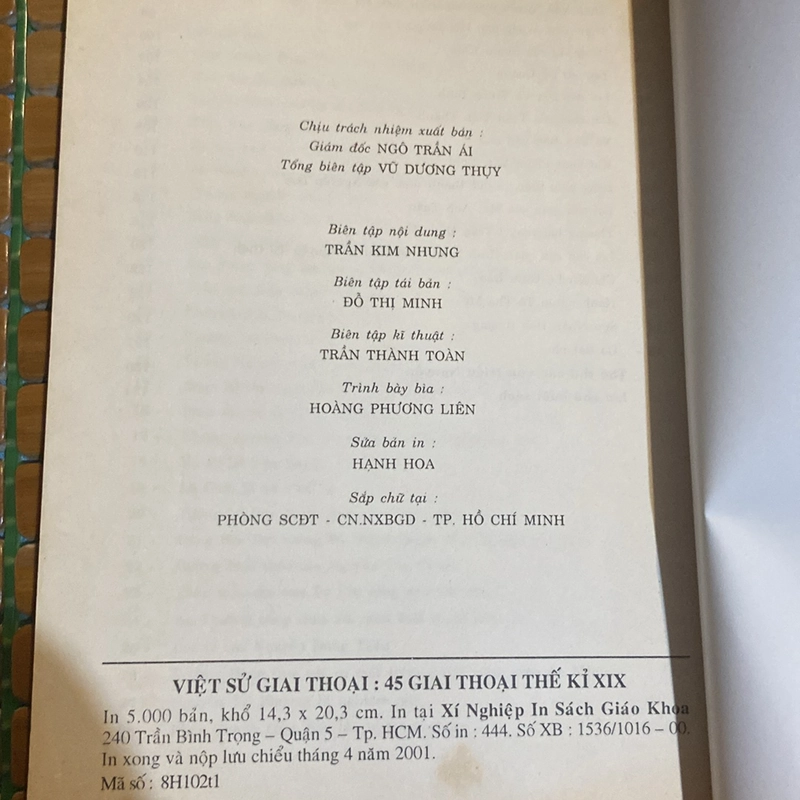 Chịu trách nhiệm xuất bản :
Giám đốc NGÔ TRẦN ÁI
Tổng biên tập VŨ DƯƠNG THỤY
Biên tập nội dung :
TRẦN KIM NHUNG
Biên tập tái bản :
ĐỖ THỊ MINH
Biên tập kĩ thuật :
TRẦN THÀNH TOÀN
Trình bày bìa :
HOÀNG PHƯƠNG LIÊN
Sửa bản in :
HẠNH HOA
Sắp chữ tại :
PHÒNG SCĐT - CN.NXBGD - TP. HỒ CHÍ MINH
VIỆT SỬ GIAI THOẠI : 45 GIAI THOẠI THẾ KỈ XIX
In 5.000 bản, khổ 14,3 x 20,3 cm. In tại Xí Nghiệp In Sách Giáo Khoa
240 Trần Bình Trọng – Quận 5 – Tp. HCM. Số in : 444. Số XB : 1536/1016 – 00.
In xong và nộp lưu chiểu tháng 4 năm 2001.
Mã số : 8H102t1